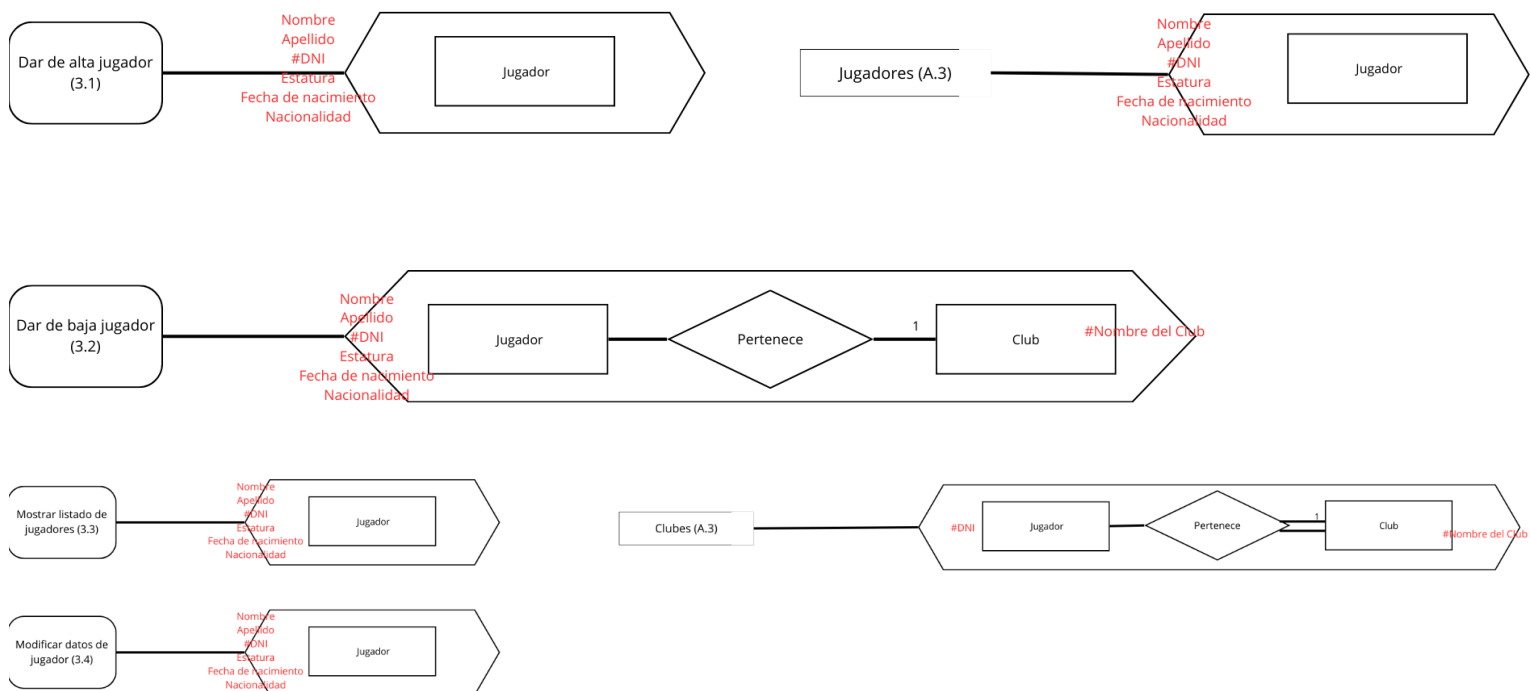 Dar de alta jugador
(3.1)
Nombre
Apellido
#DNI
Estatura
Fecha de nacimiento
Nacionalidad
Jugador
Jugadores (A.3)
Nombre
Apellido
#DNI
Estatura
Fecha de nacimiento
Nacionalidad
Jugador
Dar de baja jugador
(3.2)
Nombre
Apellido
#DNI
Estatura
Fecha de nacimiento
Nacionalidad
Jugador
Pertenece
1
Club
#Nombre del Club
Mostrar listado de
jugadores (3.3)
Nombre
Apellido
#DNI
Estatura
Fecha de nacimiento
Nacionalidad
Jugador
Clubes (A.3)
#DNI
Jugador
Pertenece
1
Club
#Nombre del Club
Modificar datos de
jugador (3.4)
Nombre
Apellido
#DNI
Estatura
Fecha de nacimiento
Nacionalidad
Jugador